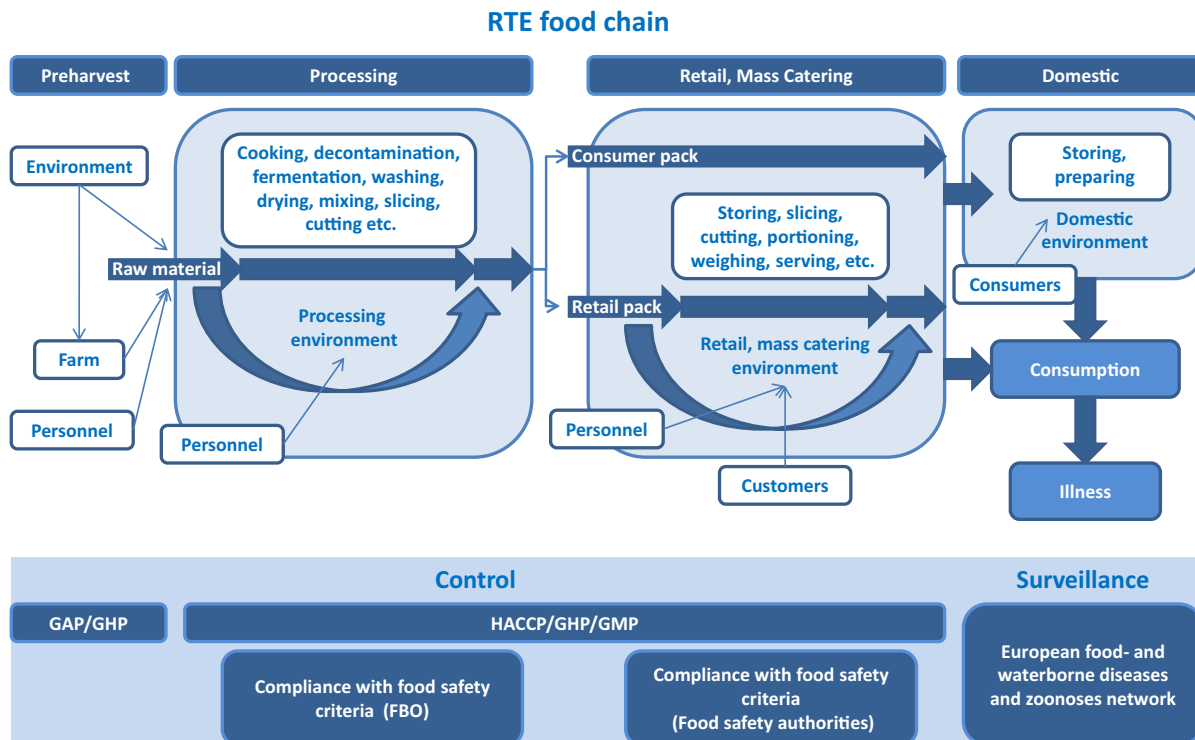 RTE food chain
Preharvest
Processing
Retail, Mass Catering
Domestic
Environment
Cooking, decontamination,
fermentation, washing,
drying, mixing, slicing,
cutting etc.
Raw material
Processing
environment
Farm
Personnel
Personnel
Consumer pack
Storing, slicing,
cutting, portioning,
weighing, serving, etc.
Retail pack
Retail, mass catering
environment
Personnel
Customers
Storing,
preparing
Domestic
environment
Consumers
Consumption
Illness
Control
Surveillance
GAP/GHP
HACCP/GHP/GMP
Compliance with food safety
criteria (FBO)
Compliance with food safety
criteria
(Food safety authorities)
European food- and
waterborne diseases
and zoonoses network